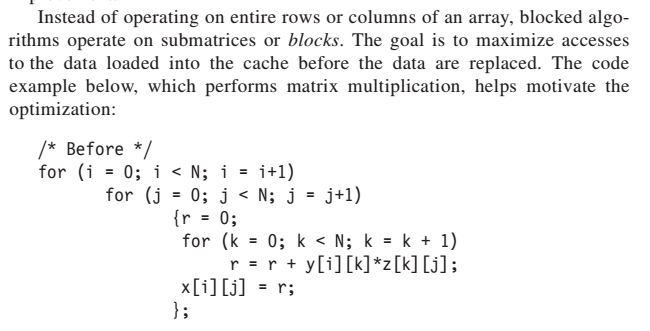 Instead of operating on entire rows or columns of an array, blocked algo-
rithms operate on submatrices or blocks. The goal is to maximize accesses
to the data loaded into the cache before the data are replaced. The code
example below, which performs matrix multiplication, helps motivate the
optimization:
/* Before */
for (i = 0; i < N; i = i+1)
for (j = 0; j < N; j = j+1)
{r = 0;
for (k = 0; k < N; k = k + 1)
r = r + y[i][k]*z[k][j];
x[i][j] = r;
};